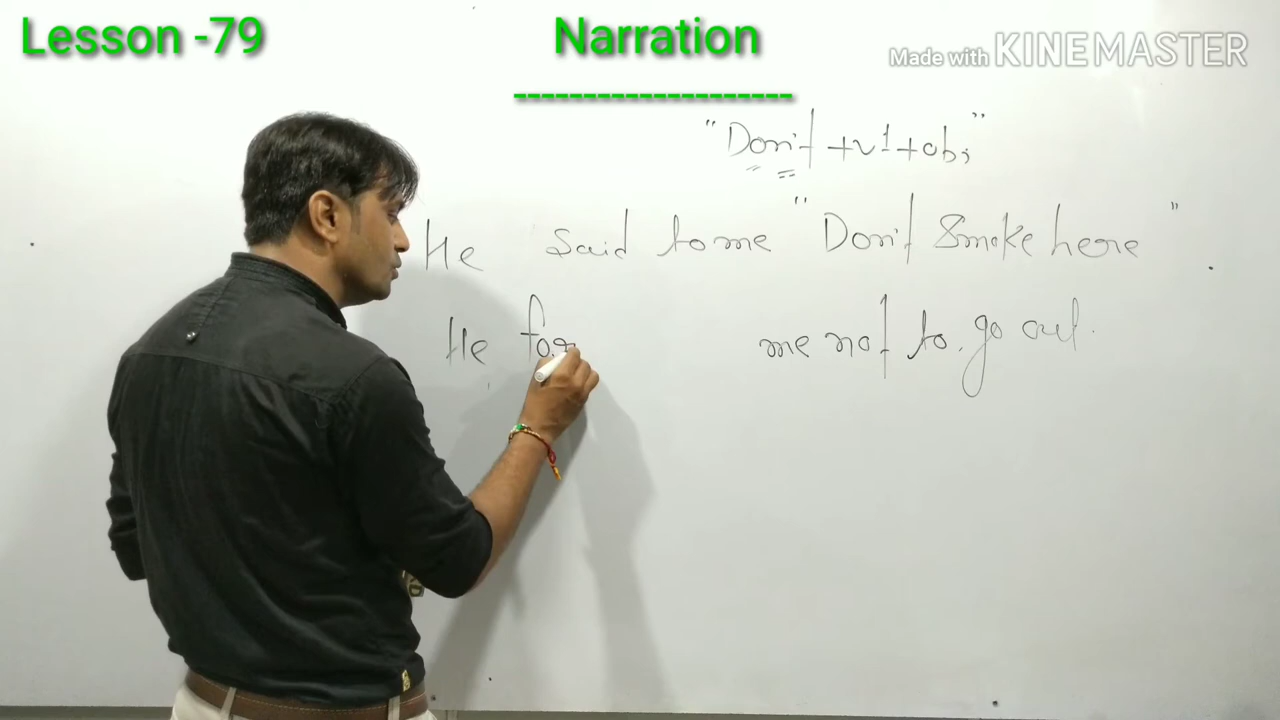 Lesson -79 Narration
Made with KINEMASTER
--------------------
"Don't + v1 + obj"
He said to me "Don't Smoke here".
He for me not to go out.